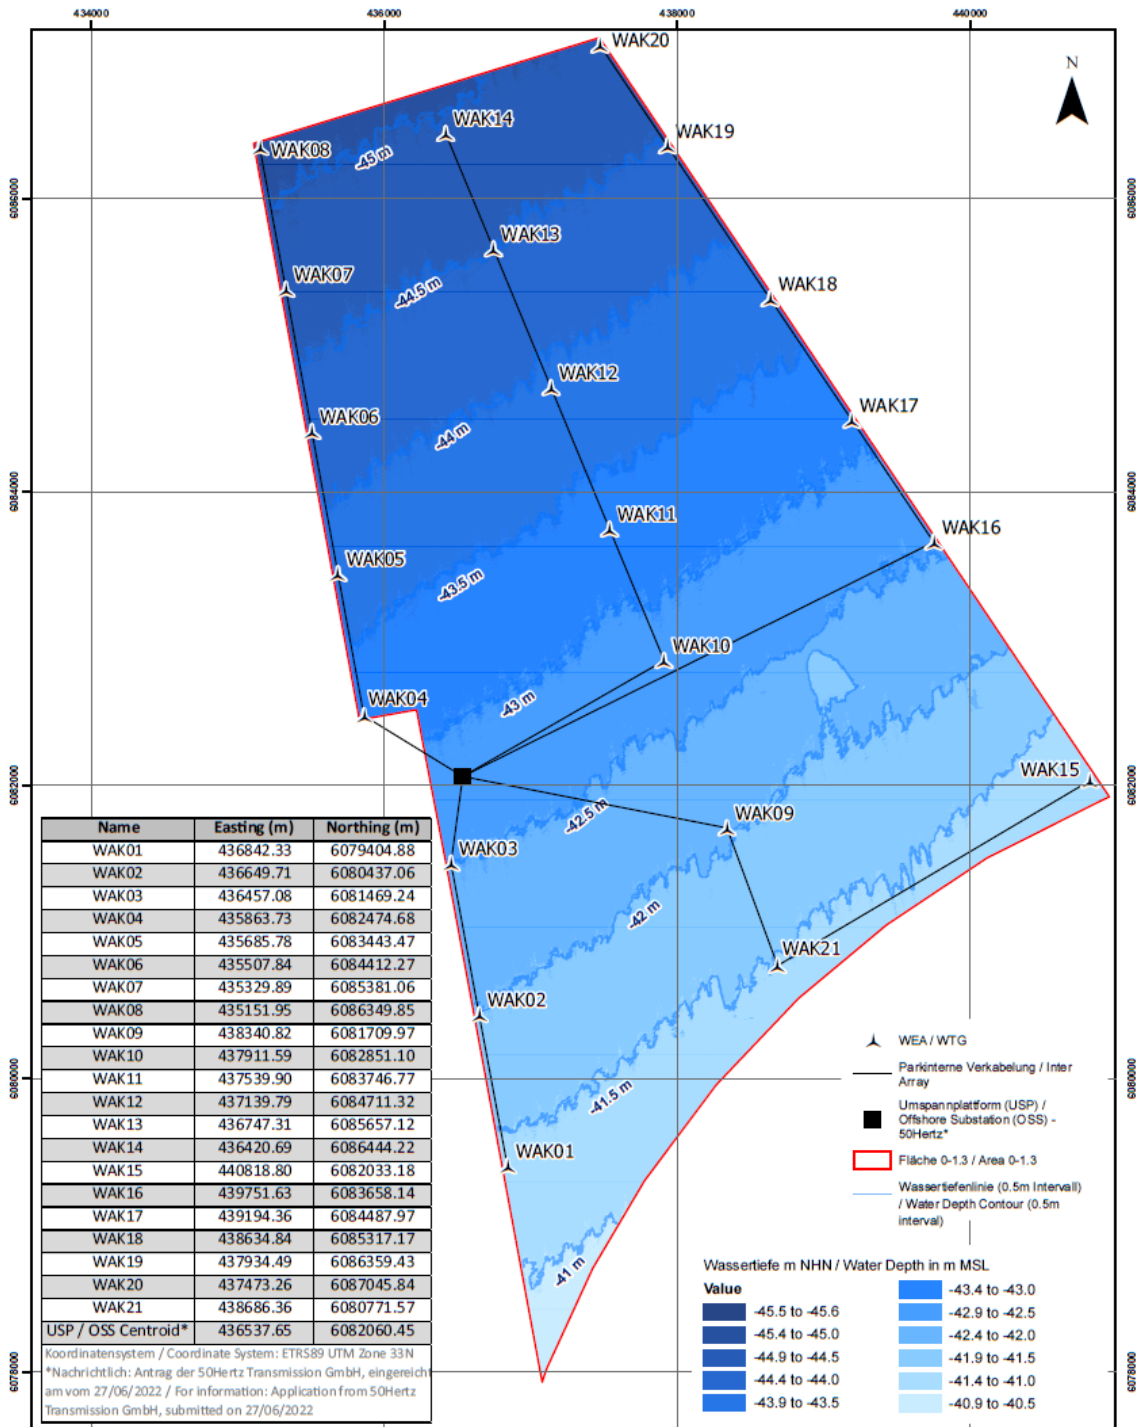 434000 436000 438000 440000
WAK20
N
WAK14
WAK19
WAK08
-45 m
6086000 6086000
WAK13
WAK07
-44.5 m
WAK18
WAK12
WAK06
WAK17
-44 m
6084000 6084000
WAK11
WAK16
WAK05
-43.5 m
WAK10
WAK04
-43 m
WAK15
6082000 6082000
-42.5 m
WAK09
WAK03
-42 m
WAK21
WAK02
6080000 6080000
-41.5 m
WAK01
-41 m
6078000 6078000
Name Easting (m) Northing (m)
WAK01 436842.33 6079404.88
WAK02 436649.71 6080437.06
WAK03 436457.08 6081469.24
WAK04 435863.73 6082474.68
WAK05 435685.78 6083443.47
WAK06 435507.84 6084412.27
WAK07 435329.89 6085381.06
WAK08 435151.95 6086349.85
WAK09 438340.82 6081709.97
WAK10 437911.59 6082851.10
WAK11 437539.90 6083746.77
WAK12 437139.79 6084711.32
WAK13 436747.31 6085657.12
WAK14 436420.69 6086444.22
WAK15 440818.80 6082033.18
WAK16 439751.63 6083658.14
WAK17 439194.36 6084487.97
WAK18 438634.84 6085317.17
WAK19 437934.49 6086359.43
WAK20 437473.26 6087045.84
WAK21 438686.36 6080771.57
USP / OSS Centroid* 436537.65 6082060.45
Koordinatensystem / Coordinate System: ETRS89 UTM Zone 33N
*Nachrichtlich: Antrag der 50Hertz Transmission GmbH, eingereicht
am vom 27/06/2022 / For information: Application from 50Hertz
Transmission GmbH, submitted on 27/06/2022
WEA / WTG
Parkinterne Verkabelung / Inter
Array
Umspannplattform (USP) /
Offshore Substation (OSS) -
50Hertz*
Fläche 0-1.3 / Area 0-1.3
Wassertiefenlinie (0.5m Intervall)
/ Water Depth Contour (0.5m
interval)
Wassertiefe m NHN / Water Depth in m MSL
Value
-45.5 to -45.6
-45.4 to -45.0
-44.9 to -44.5
-44.4 to -44.0
-43.9 to -43.5
-43.4 to -43.0
-42.9 to -42.5
-42.4 to -42.0
-41.9 to -41.5
-41.4 to -41.0
-40.9 to -40.5